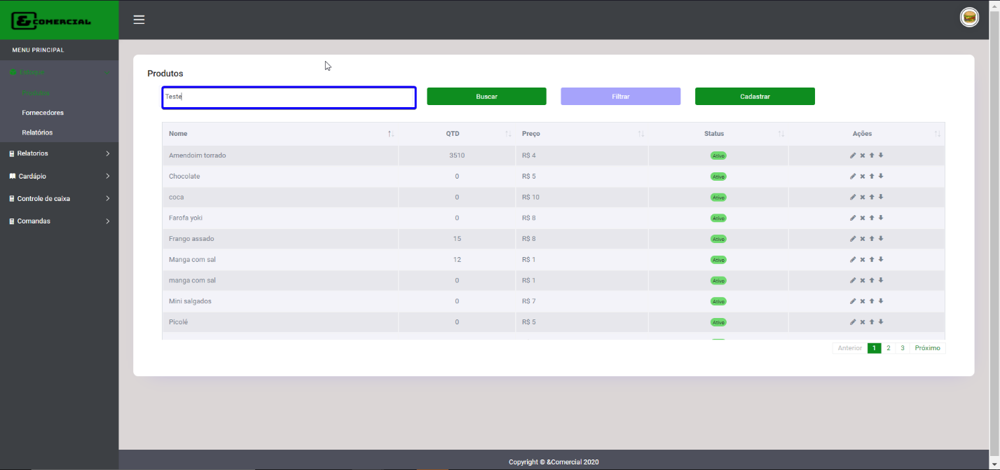 & COMERCIAL
MENU PRINCIPAL
Estoque
Produtos
Fornecedores
Relatórios
Relatorios
Cardápio
Controle de caixa
Comandas
Produtos
Teste Buscar Filtrar Cadastrar
Nome QTD Preço Status Ações
Amendoim torrado 3510 R$ 4 Ativo
Chocolate 0 R$ 5 Ativo
coca 0 R$ 10 Ativo
Farofa yoki 0 R$ 8 Ativo
Frango assado 15 R$ 8 Ativo
Manga com sal 12 R$ 1 Ativo
manga com sal 0 R$ 1 Ativo
Mini salgados 0 R$ 7 Ativo
Picolé 0 R$ 5 Ativo
Anterior 1 2 3 Próximo
Copyright © &Comercial 2020